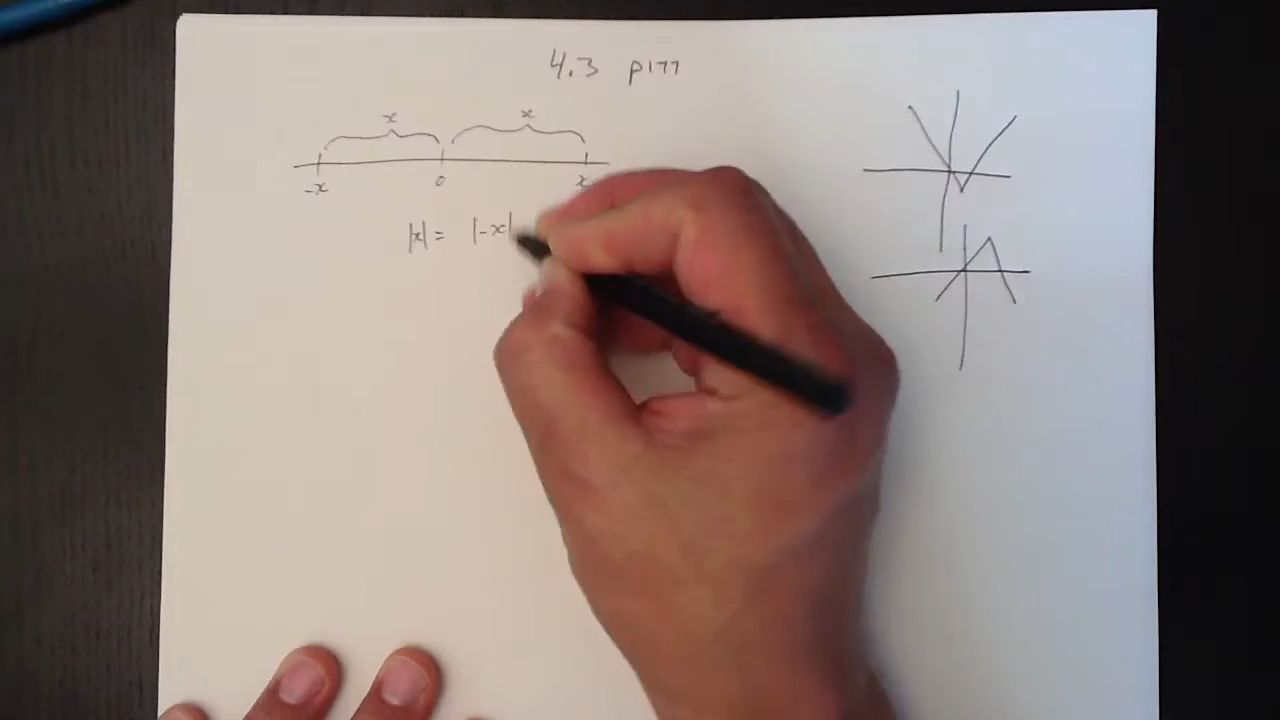 4.3 p177
x x
-x 0 x
|x| = |-x|